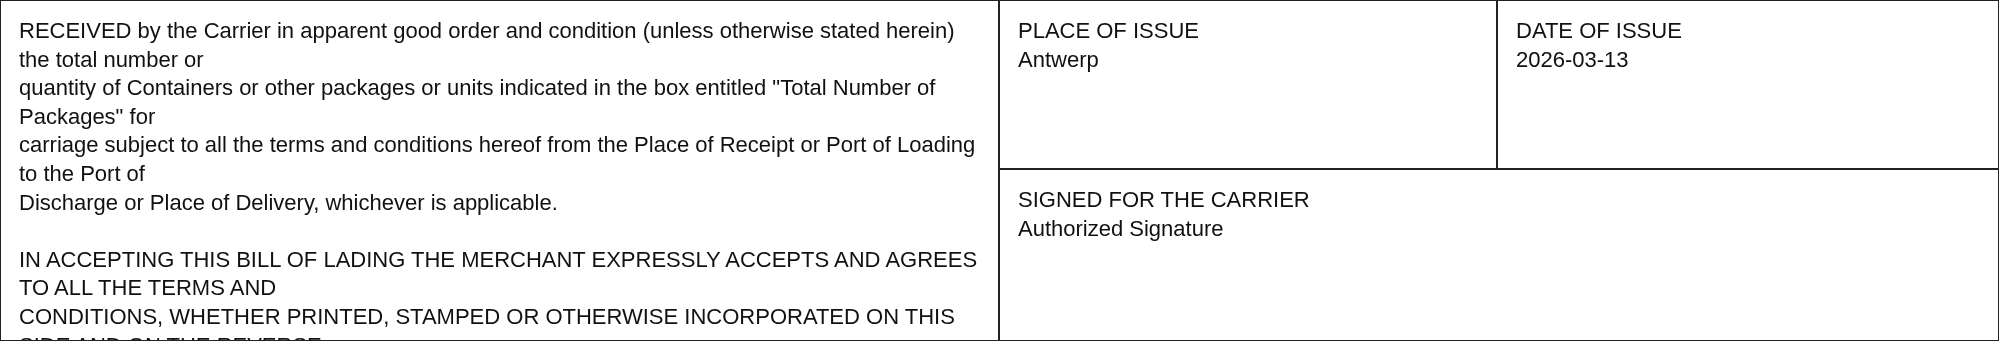 RECEIVED by the Carrier in apparent good order and condition (unless otherwise stated herein)
the total number or
quantity of Containers or other packages or units indicated in the box entitled "Total Number of
Packages" for
carriage subject to all the terms and conditions hereof from the Place of Receipt or Port of Loading
to the Port of
Discharge or Place of Delivery, whichever is applicable.
IN ACCEPTING THIS BILL OF LADING THE MERCHANT EXPRESSLY ACCEPTS AND AGREES
TO ALL THE TERMS AND
CONDITIONS, WHETHER PRINTED, STAMPED OR OTHERWISE INCORPORATED ON THIS
SIDE AND ON THE REVERSE
PLACE OF ISSUE
Antwerp
DATE OF ISSUE
2026-03-13
SIGNED FOR THE CARRIER
Authorized Signature